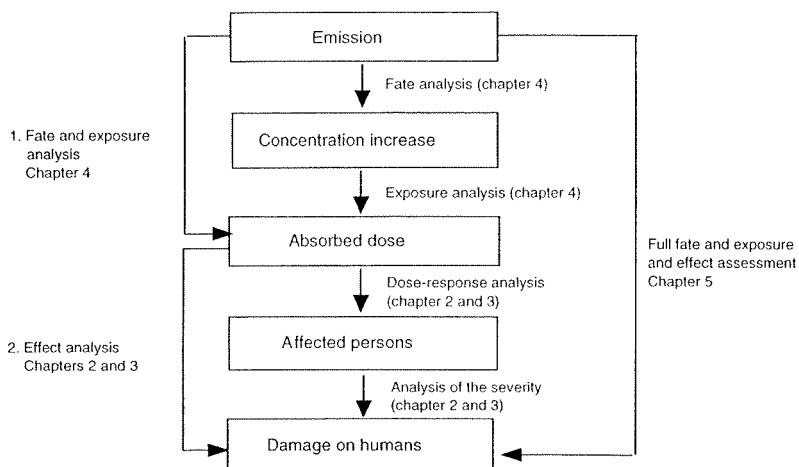 Emission
Fate analysis (chapter 4)
1. Fate and exposure
analysis
Chapter 4
Concentration increase
Exposure analysis (chapter 4)
Absorbed dose
Full fate and exposure
and effect assessment
Chapter 5
Dose-response analysis
(chapter 2 and 3)
2. Effect analysis
Chapters 2 and 3
Affected persons
Analysis of the severity
(chapter 2 and 3)
Damage on humans